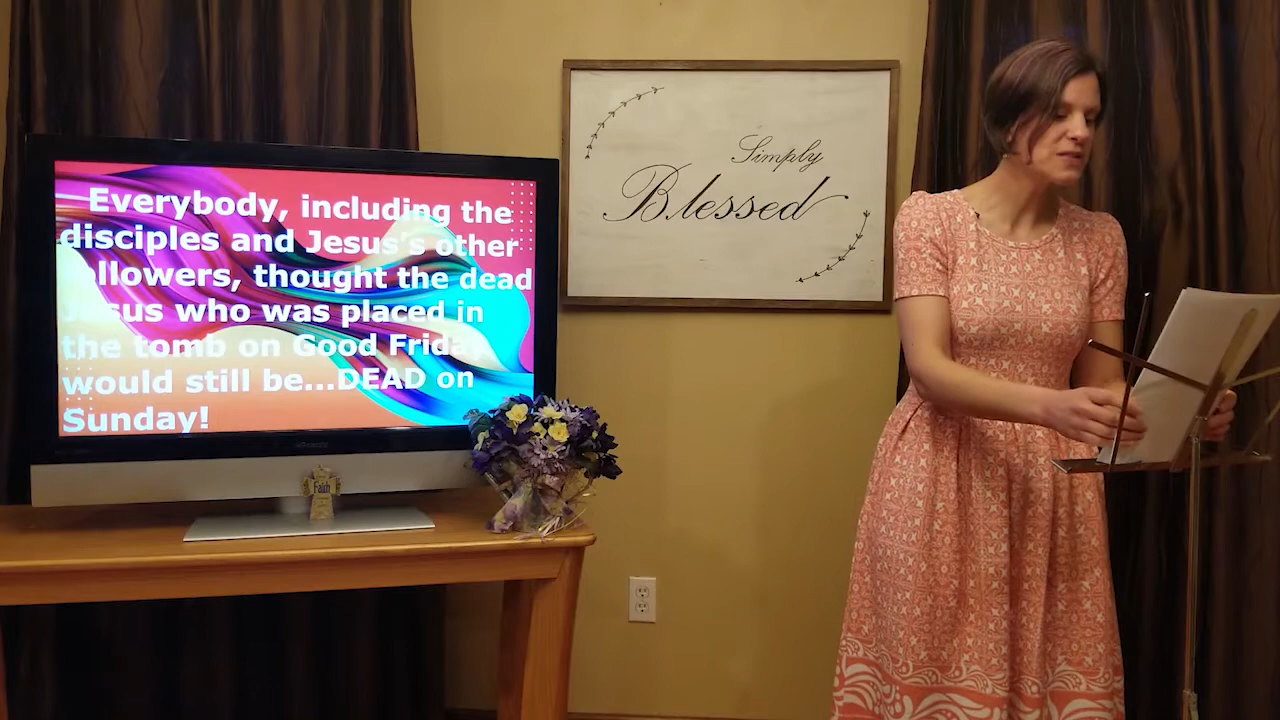 Everybody, including the
disciples and Jesus's other
followers, thought the dead
Jesus who was placed in
the tomb on Good Friday
would still be...DEAD on
Sunday!
Simply
Blessed
Faith